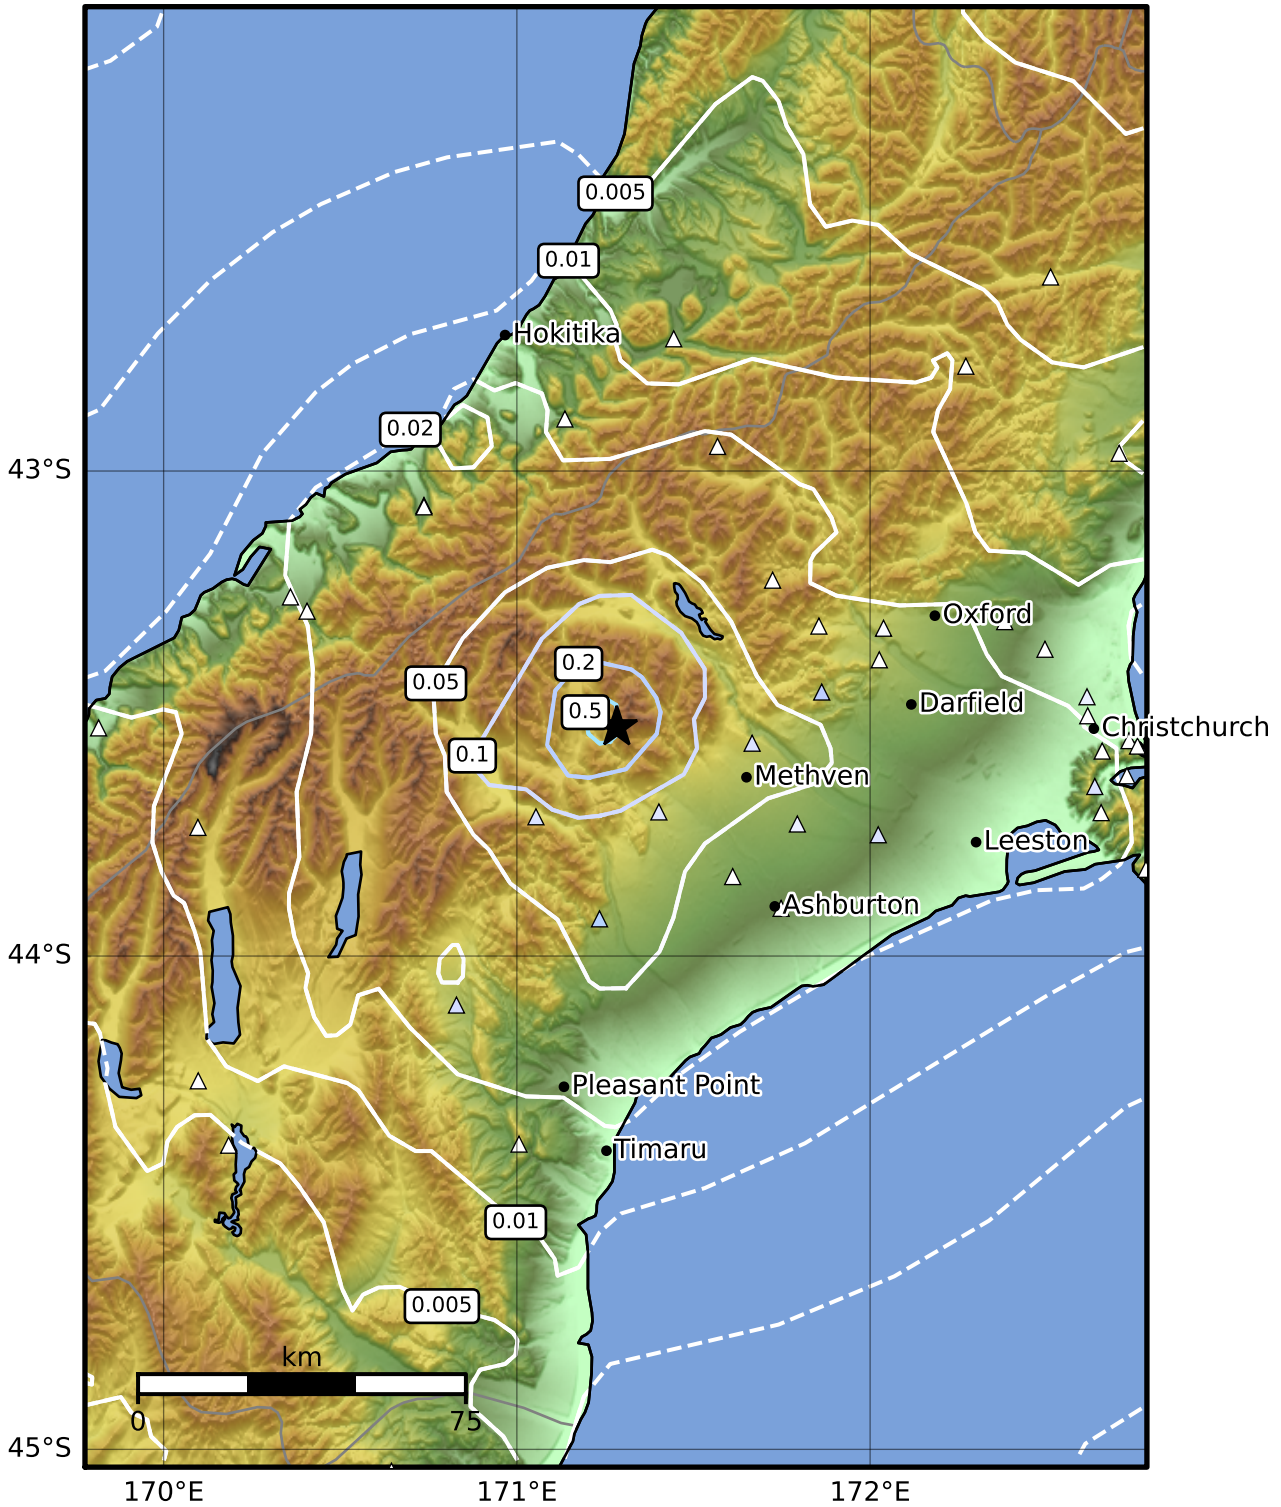 0.005
0.01
Hokitika
0.02
43°S
Oxford
0.2
0.05
0.5
Darfield
Christchurch
0.1
Methven
Leeston
Ashburton
44°S
Pleasant Point
Timaru
0.01
0.005
km
0 75
45°S
170°E 171°E 172°E